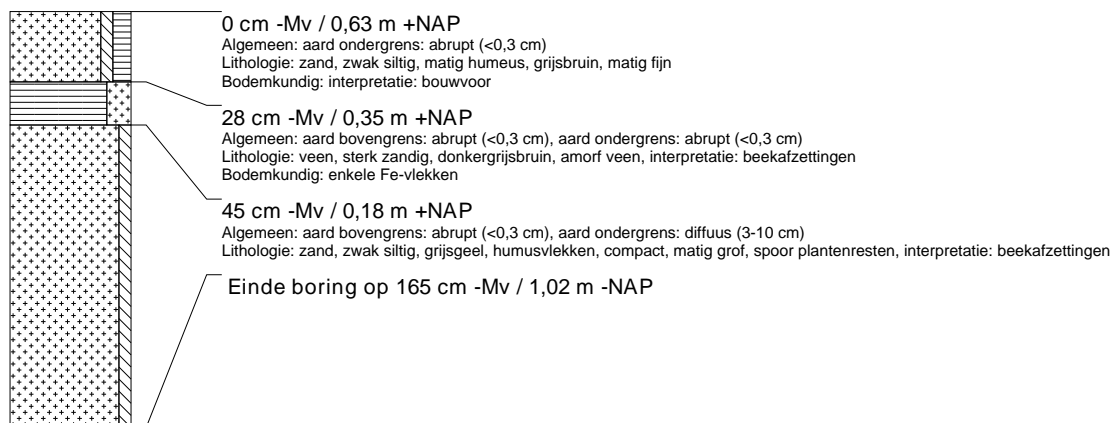 0 cm -Mv / 0,63 m +NAP
Algemeen: aard ondergrens: abrupt (<0,3 cm)
Lithologie: zand, zwak siltig, matig humeus, grijsbruin, matig fijn
Bodemkundig: interpretatie: bouwvoor
28 cm -Mv / 0,35 m +NAP
Algemeen: aard bovengrens: abrupt (<0,3 cm), aard ondergrens: abrupt (<0,3 cm)
Lithologie: veen, sterk zandig, donkergrijsbruin, amorf veen, interpretatie: beekafzettingen
Bodemkundig: enkele Fe-vlekken
45 cm -Mv / 0,18 m +NAP
Algemeen: aard bovengrens: abrupt (<0,3 cm), aard ondergrens: diffuus (3-10 cm)
Lithologie: zand, zwak siltig, grijsgeel, humusvlekken, compact, matig grof, spoor plantenresten, interpretatie: beekafzettingen
Einde boring op 165 cm -Mv / 1,02 m -NAP